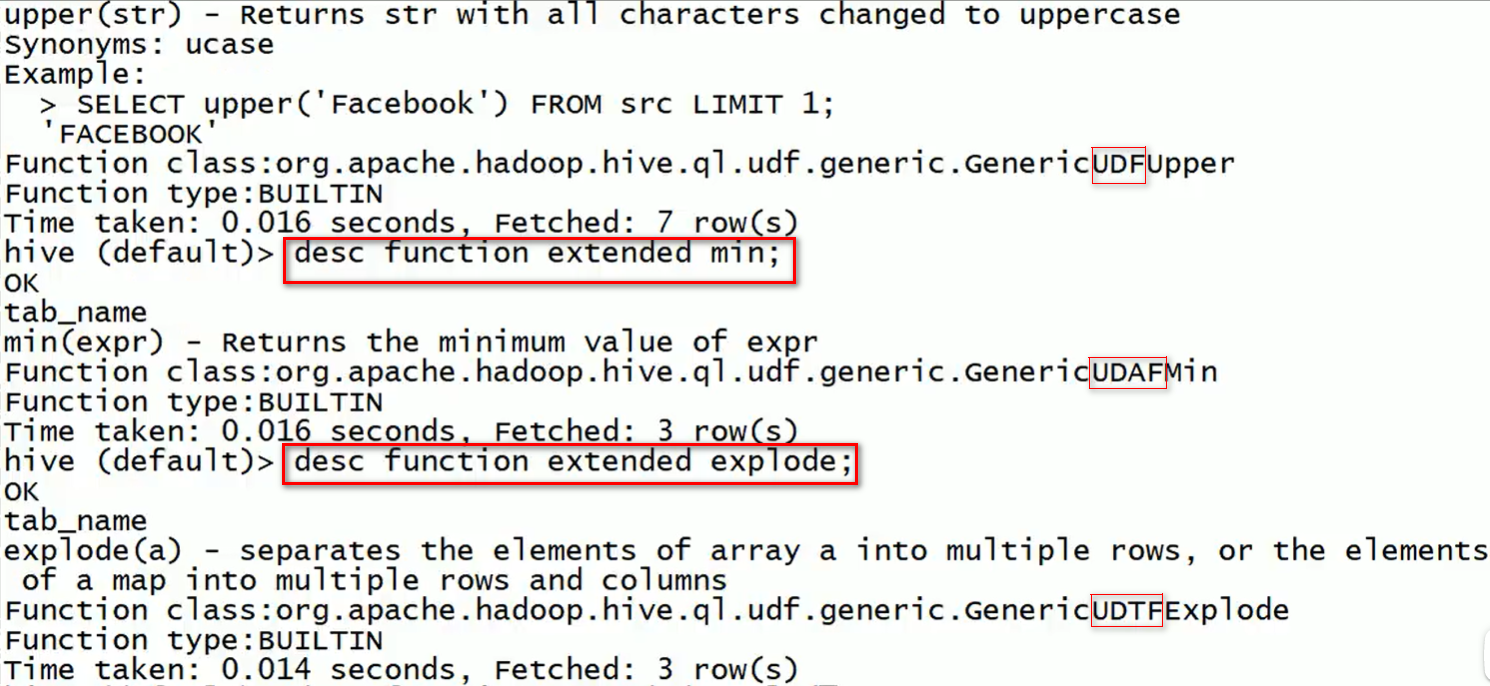 upper(str) - Returns str with all characters changed to uppercase
Synonyms: ucase
Example:
  > SELECT upper('Facebook') FROM src LIMIT 1;
  'FACEBOOK'
Function class:org.apache.hadoop.hive.ql.udf.generic.GenericUDFUpper
Function type:BUILTIN
Time taken: 0.016 seconds, Fetched: 7 row(s)
hive (default)> desc function extended min;
OK
tab_name
min(expr) - Returns the minimum value of expr
Function class:org.apache.hadoop.hive.ql.udf.generic.GenericUDAFMin
Function type:BUILTIN
Time taken: 0.016 seconds, Fetched: 3 row(s)
hive (default)> desc function extended explode;
OK
tab_name
explode(a) - separates the elements of array a into multiple rows, or the elements
 of a map into multiple rows and columns
Function class:org.apache.hadoop.hive.ql.udf.generic.GenericUDTFExplode
Function type:BUILTIN
Time taken: 0.014 seconds, Fetched: 3 row(s)